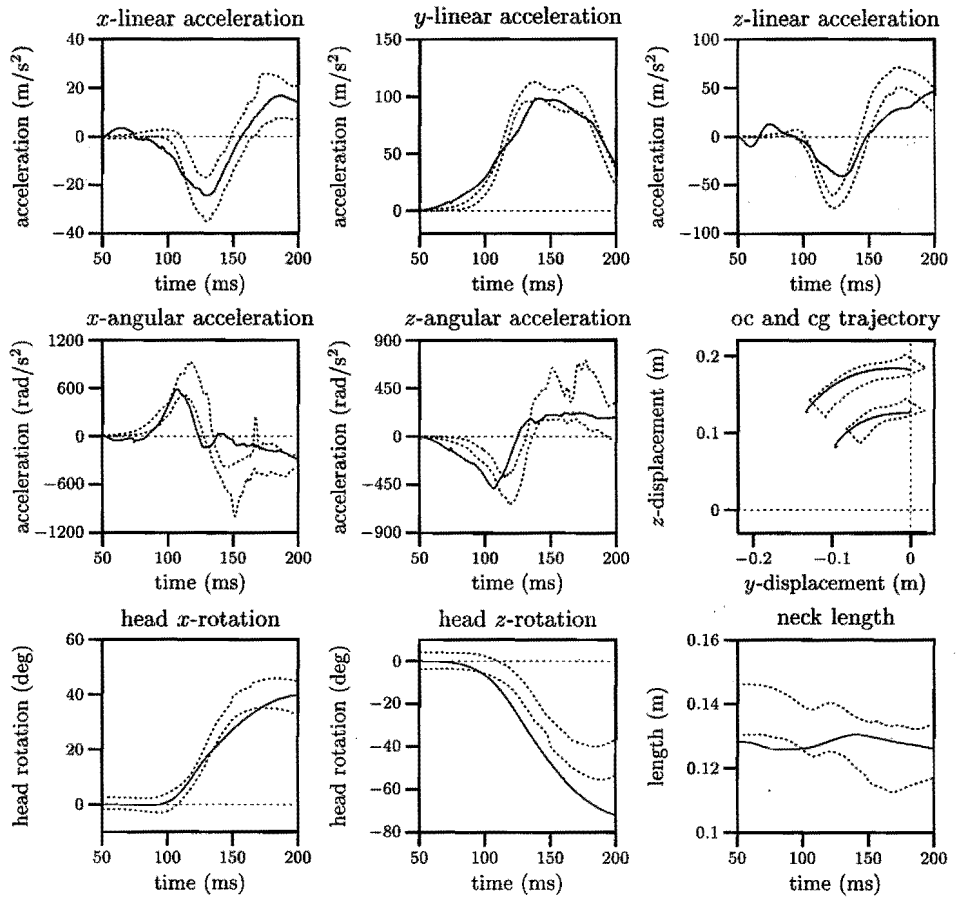 x-linear acceleration
acceleration (m/s²)
40
20
0
−20
−40
50
100
150
200
time (ms)
y-linear acceleration
acceleration (m/s²)
150
100
50
0
50
100
150
200
time (ms)
z-linear acceleration
acceleration (m/s²)
100
50
0
−50
−100
50
100
150
200
time (ms)
x-angular acceleration
acceleration (rad/s²)
1200
600
0
−600
−1200
50
100
150
200
time (ms)
z-angular acceleration
acceleration (rad/s²)
900
450
0
−450
−900
50
100
150
200
time (ms)
oc and cg trajectory
z-displacement (m)
0.2
0.1
0
−0.2
−0.1
0
y-displacement (m)
head x-rotation
head rotation (deg)
60
40
20
0
50
100
150
200
time (ms)
head z-rotation
head rotation (deg)
0
−20
−40
−60
−80
50
100
150
200
time (ms)
neck length
length (m)
0.16
0.14
0.12
0.1
50
100
150
200
time (ms)